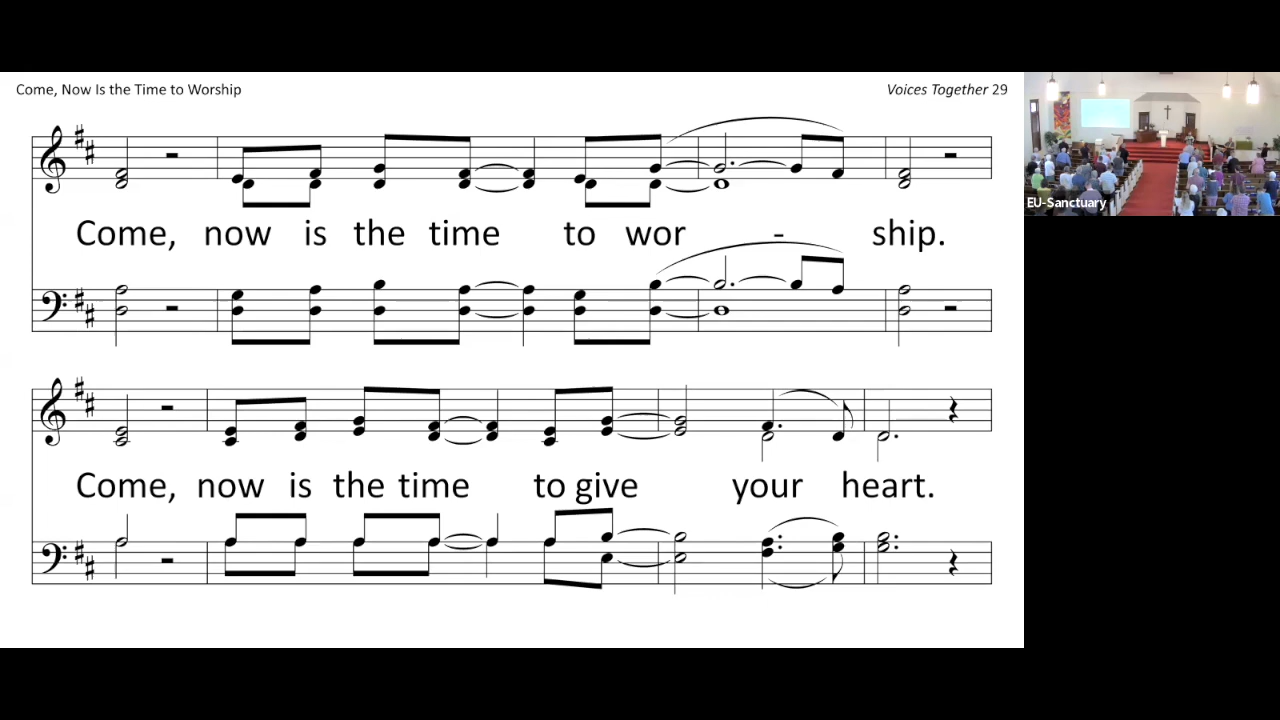 Come, Now Is the Time to Worship
Voices Together 29
Come, now is the time to wor - ship.
Come, now is the time to give your heart.
EU-Sanctuary